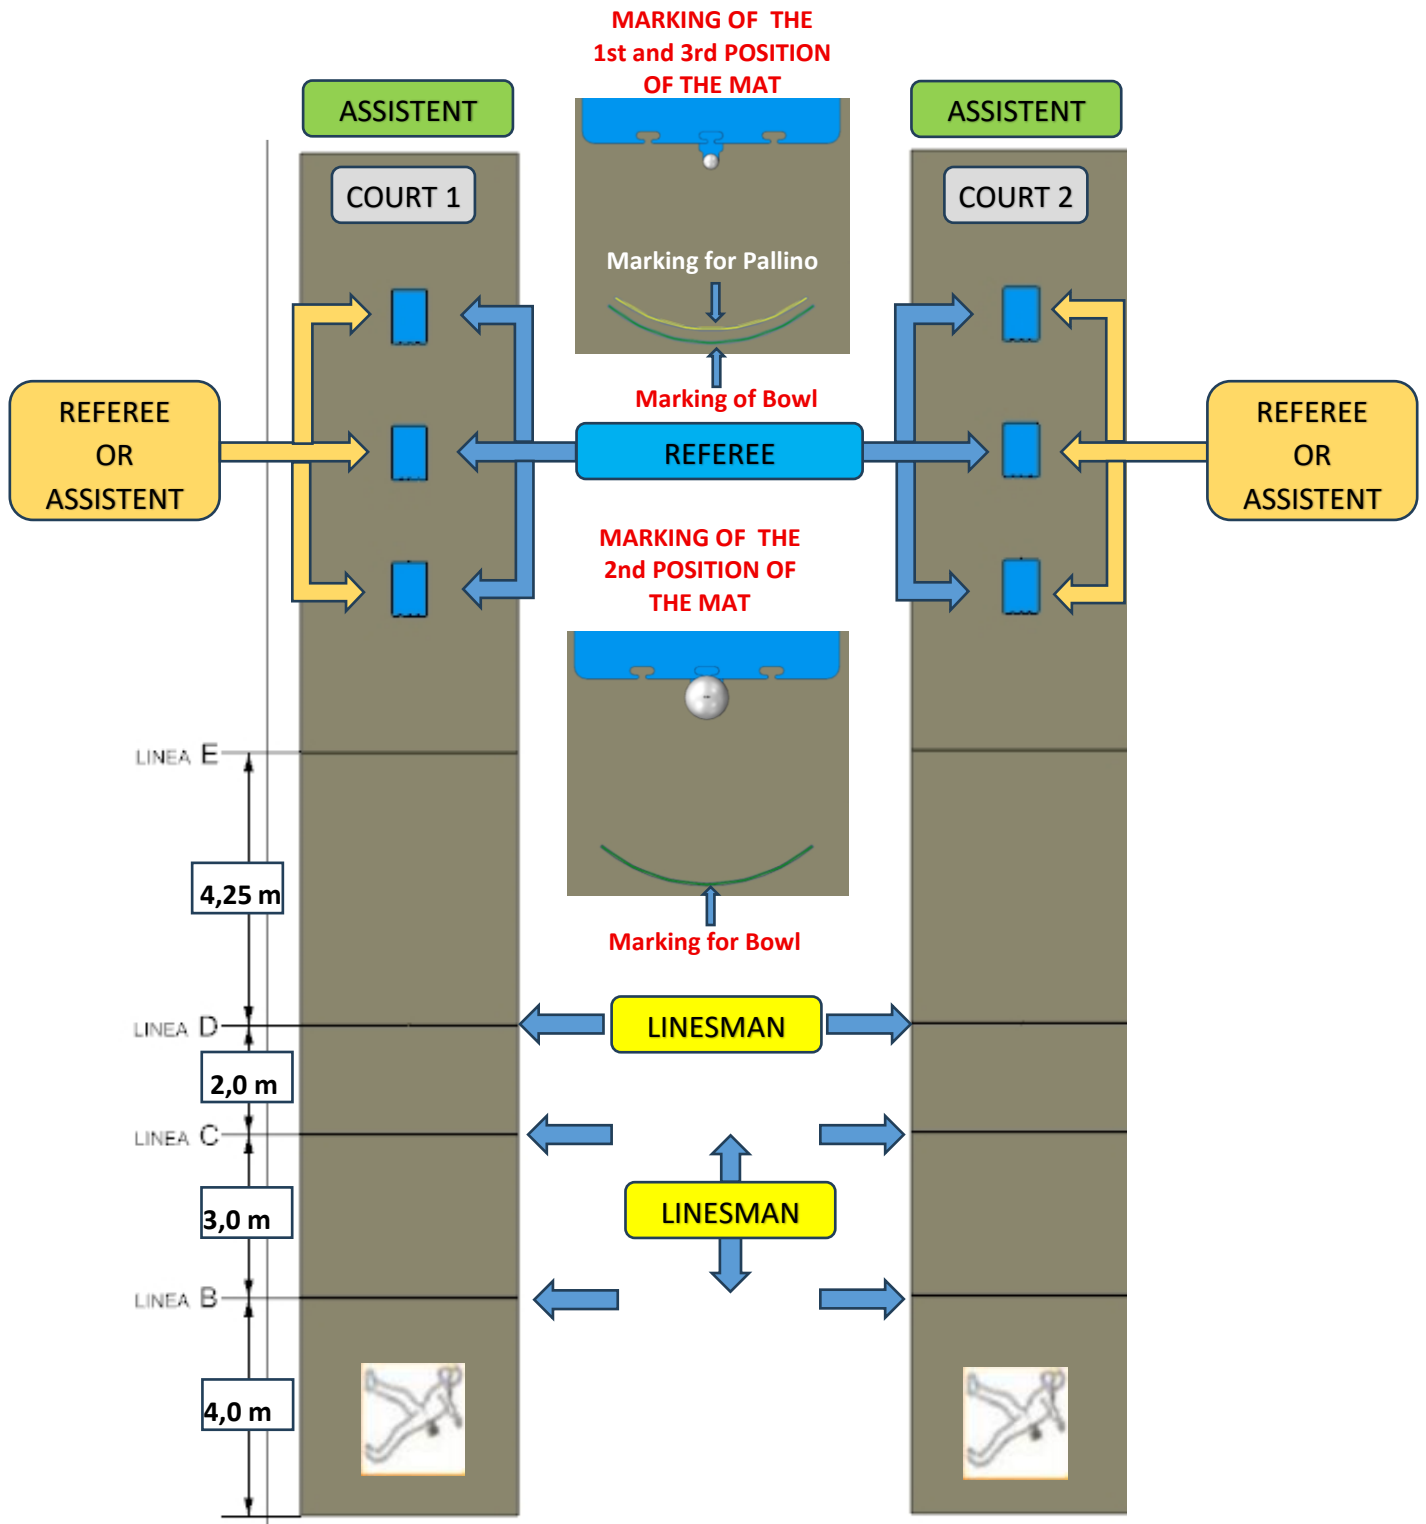 MARKING OF  THE
1st and 3rd POSITION
OF THE MAT
ASSISTENT
ASSISTENT
COURT 1
COURT 2
Marking for Pallino
Marking of Bowl
REFEREE
OR
ASSISTENT
REFEREE
REFEREE
OR
ASSISTENT
MARKING OF  THE
2nd POSITION OF
THE MAT
LINEA E
4,25 m
Marking for Bowl
LINEA D
LINESMAN
2,0 m
LINEA C
3,0 m
LINESMAN
LINEA B
4,0 m